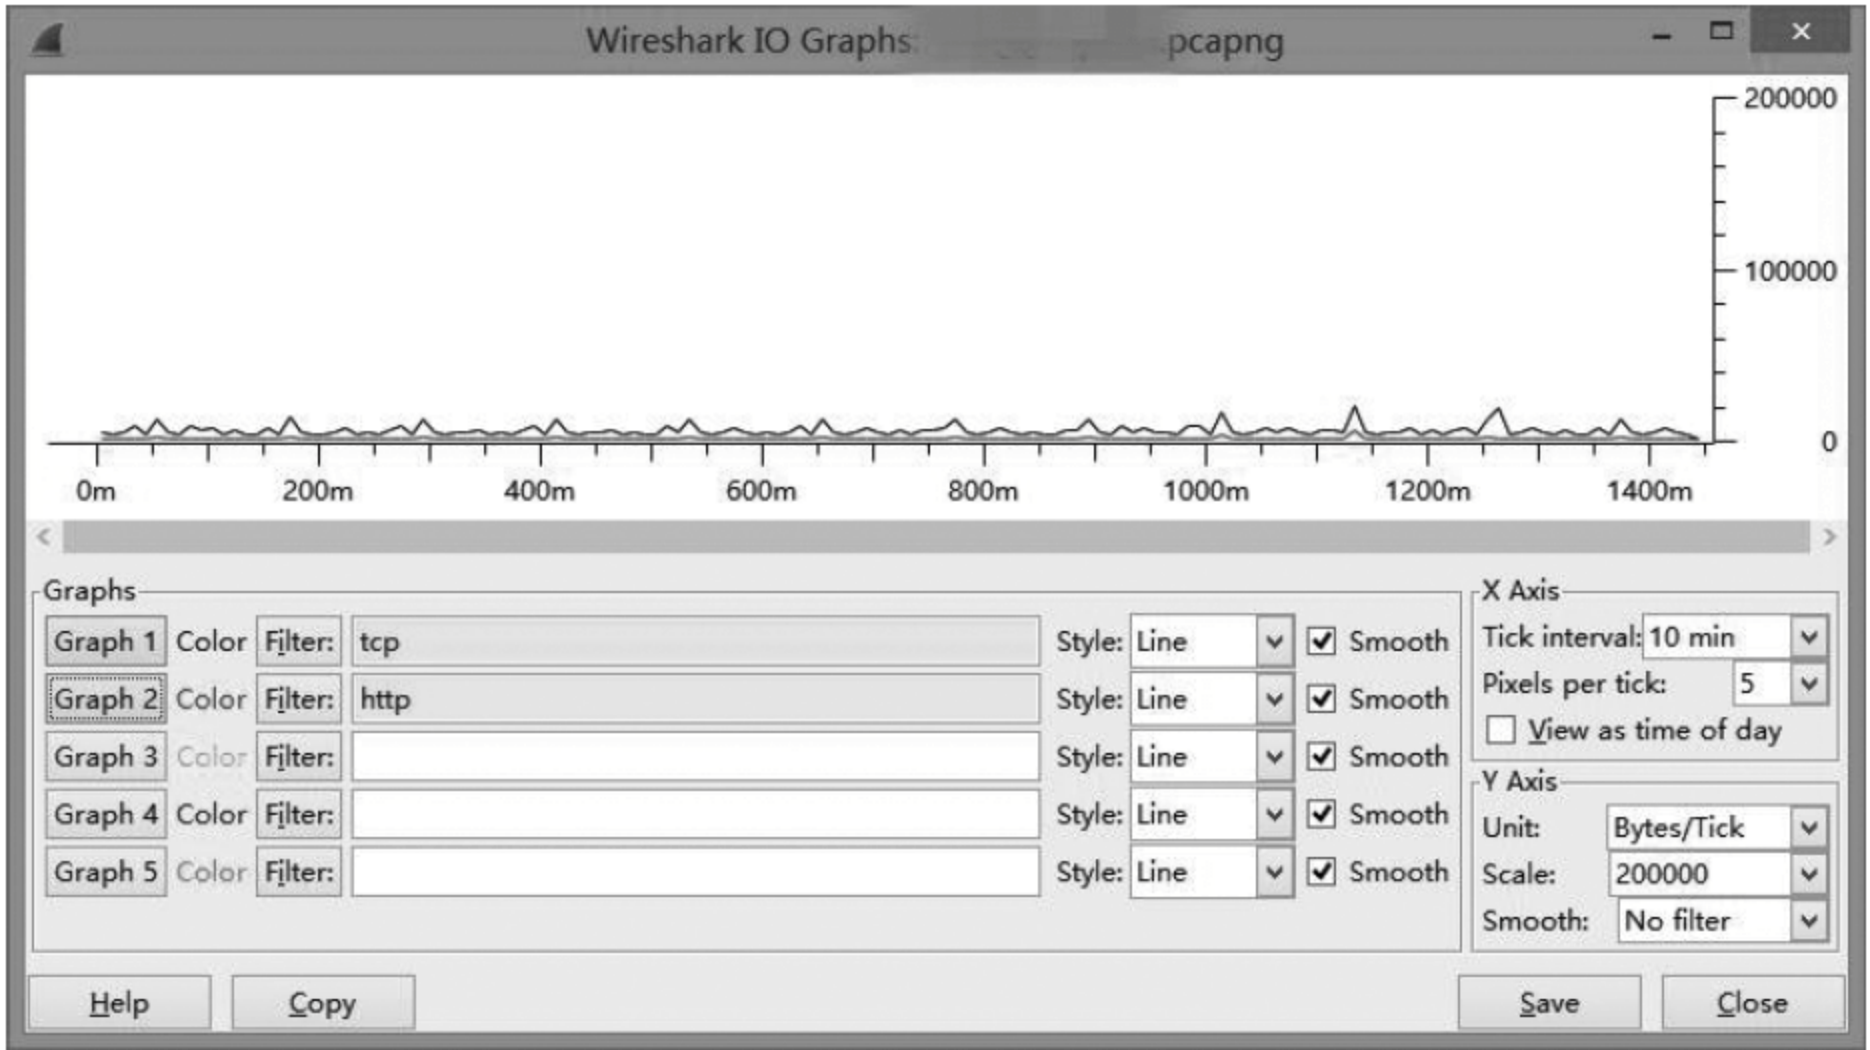 Wireshark IO Graphs: pcapng
200000
100000
0
0m 200m 400m 600m 800m 1000m 1200m 1400m
Graphs
Graph 1 Color Filter: tcp Style: Line Smooth
Graph 2 Color Filter: http Style: Line Smooth
Graph 3 Color Filter: Style: Line Smooth
Graph 4 Color Filter: Style: Line Smooth
Graph 5 Color Filter: Style: Line Smooth
X Axis
Tick interval: 10 min
Pixels per tick: 5
View as time of day
Y Axis
Unit: Bytes/Tick
Scale: 200000
Smooth: No filter
Help Copy Save Close